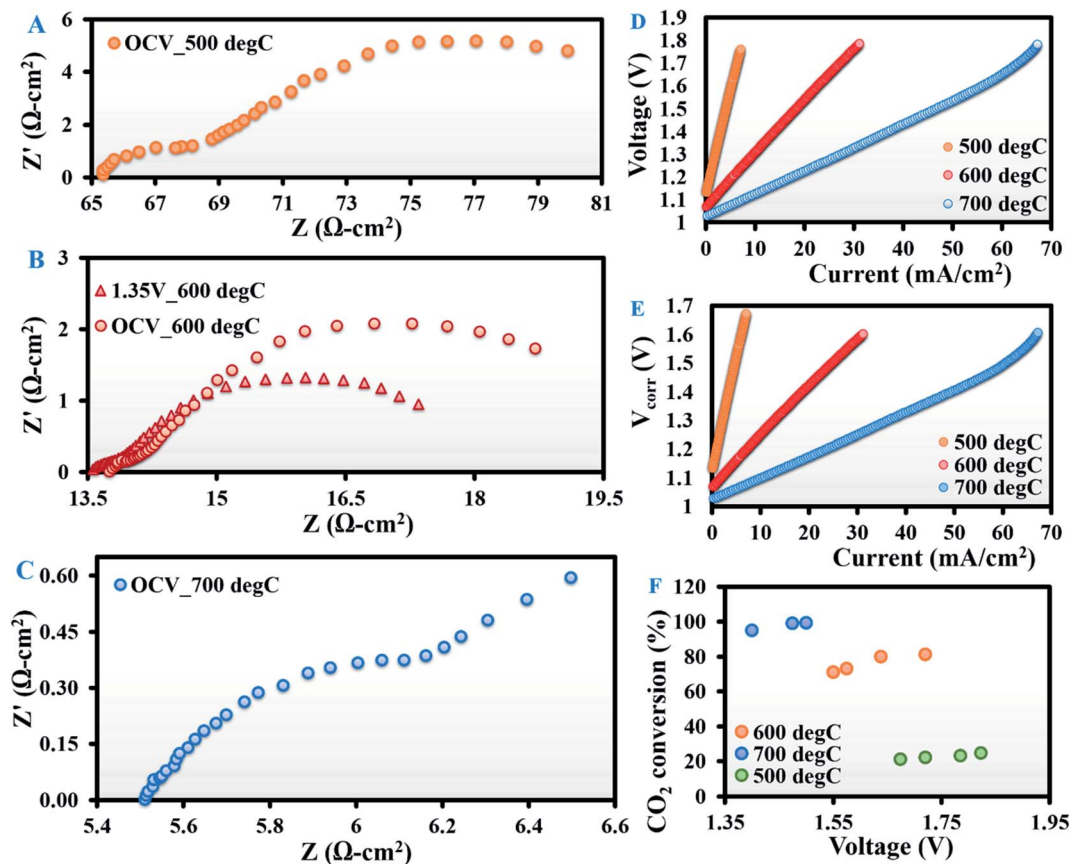 A
OCV_500 degC
6
4
2
0
Z' (Ω-cm²)
65 67 69 71 73 75 77 79 81
Z (Ω-cm²)
B
1.35V_600 degC
OCV_600 degC
3
2
1
0
Z' (Ω-cm²)
13.5 15 16.5 18 19.5
Z (Ω-cm²)
C
OCV_700 degC
0.60
0.45
0.30
0.15
0.00
Z' (Ω-cm²)
5.4 5.6 5.8 6 6.2 6.4 6.6
Z (Ω-cm²)
D
1.9
1.8
1.7
1.6
1.5
1.4
1.3
1.2
1.1
1
Voltage (V)
500 degC
600 degC
700 degC
0 10 20 30 40 50 60 70
Current (mA/cm²)
E
1.7
1.6
1.5
1.4
1.3
1.2
1.1
1
V_corr (V)
500 degC
600 degC
700 degC
0 10 20 30 40 50 60 70
Current (mA/cm²)
F
120
100
80
60
40
20
0
CO₂ conversion (%)
600 degC
700 degC
500 degC
1.35 1.55 1.75 1.95
Voltage (V)